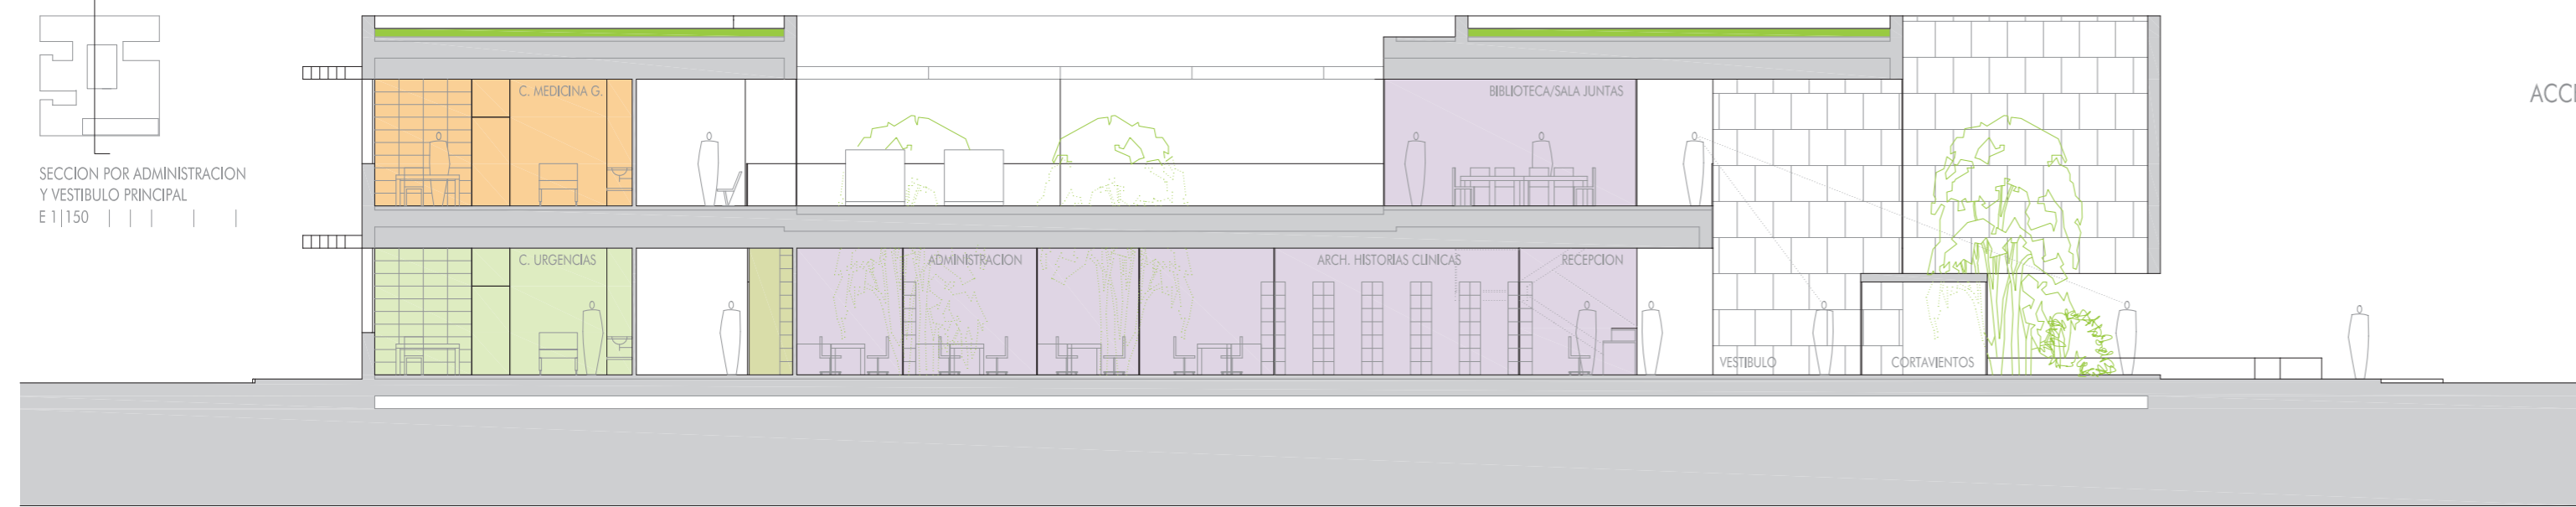 C. MEDICINA G.
BIBLIOTECA/SALA JUNTAS
ACCE
SECCION POR ADMINISTRACION
Y VESTIBULO PRINCIPAL
E 1|150
C. URGENCIAS
ADMINISTRACION
ARCH. HISTORIAS CLINICAS
RECEPCION
VESTIBULO
CORTAVIENTOS